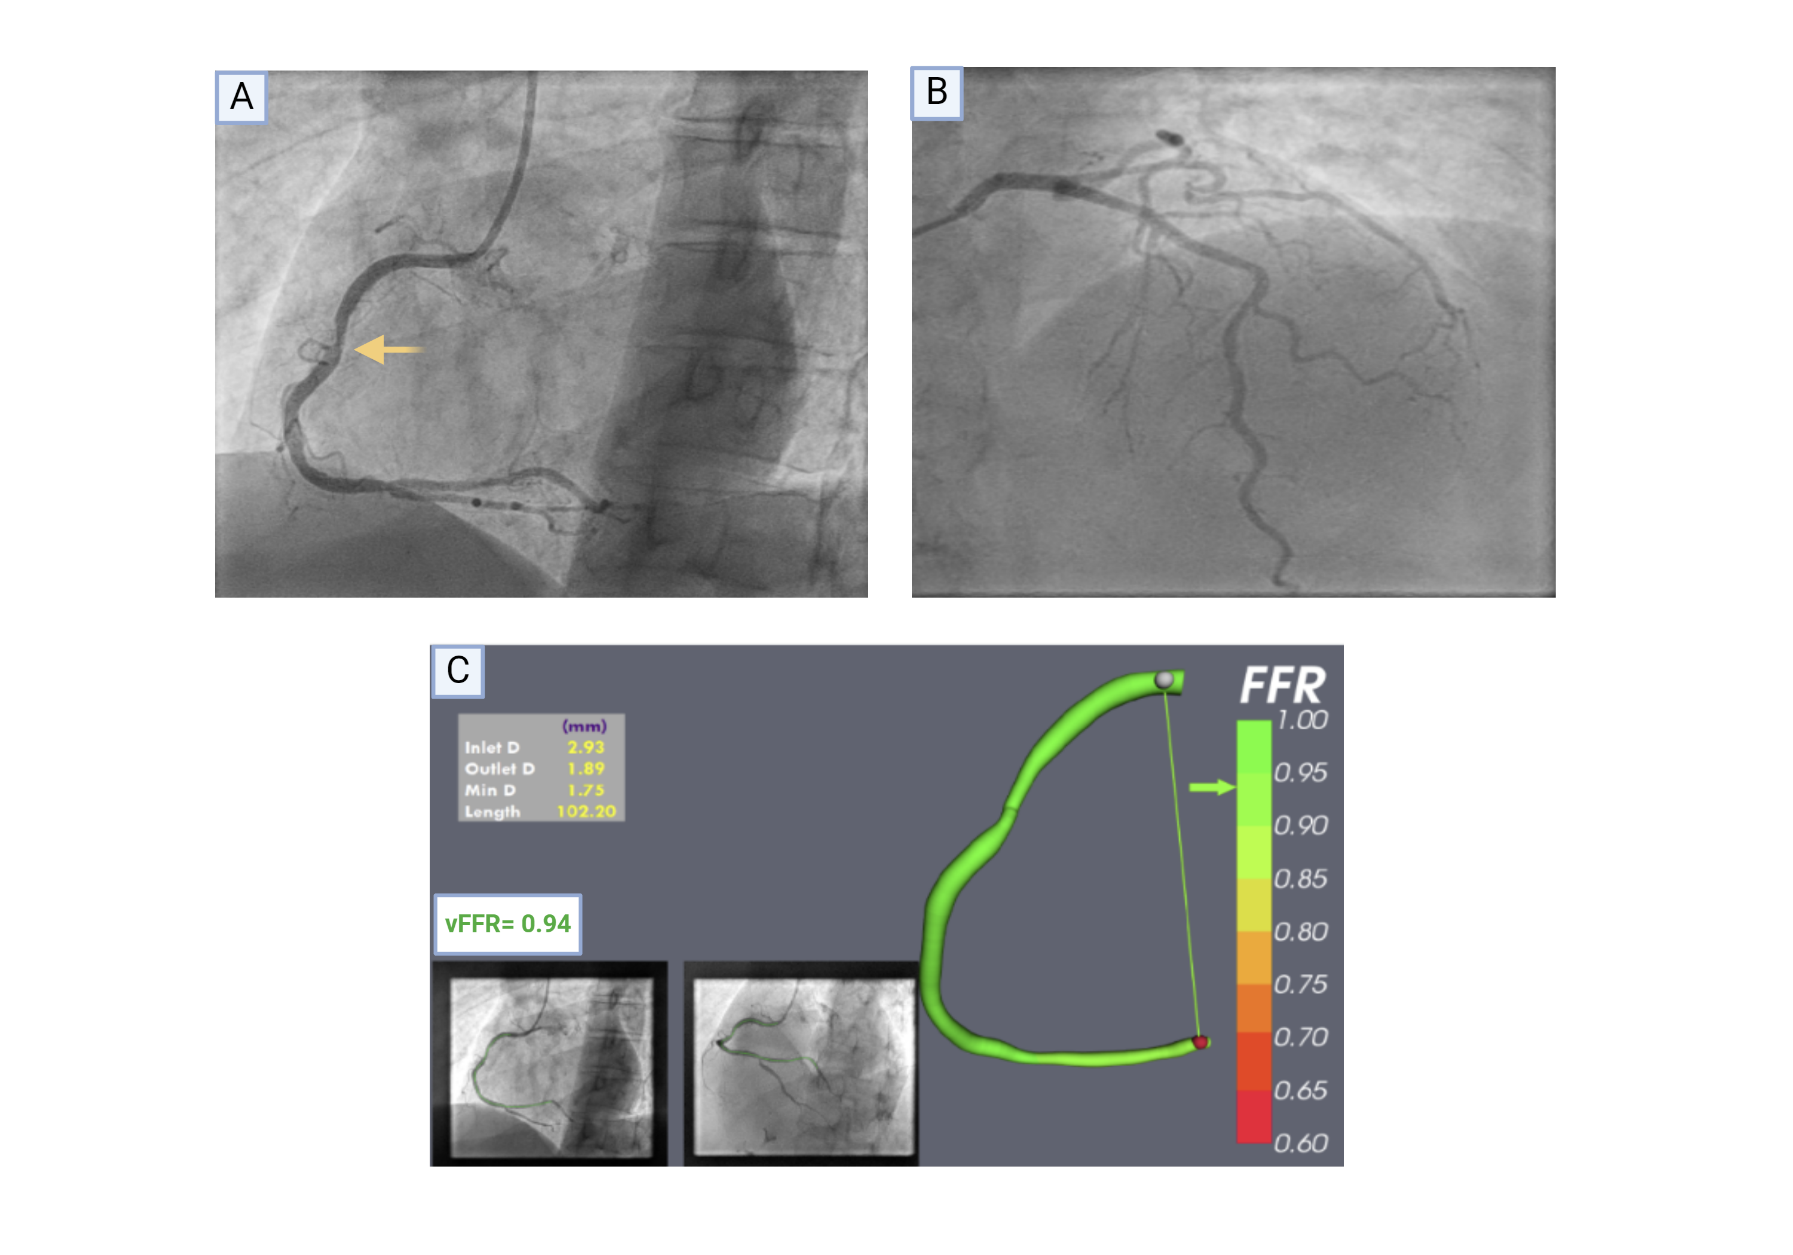 A
B
C
(mm)
Inlet D 2.93
Outlet D 1.89
Min D 1.75
Length 102.20
vFFR= 0.94
FFR
1.00
0.95
0.90
0.85
0.80
0.75
0.70
0.65
0.60